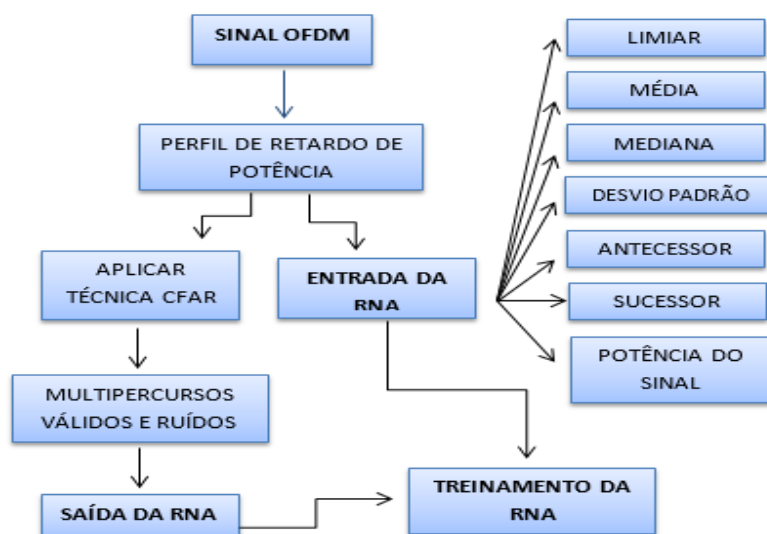 SINAL OFDM
PERFIL DE RETARDO DE
POTÊNCIA
APLICAR
TÉCNICA CFAR
MULTIPERCURSOS
VÁLIDOS E RUÍDOS
SAÍDA DA RNA
ENTRADA DA
RNA
TREINAMENTO DA
RNA
LIMIAR
MÉDIA
MEDIANA
DESVIO PADRÃO
ANTECESSOR
SUCESSOR
POTÊNCIA DO
SINAL